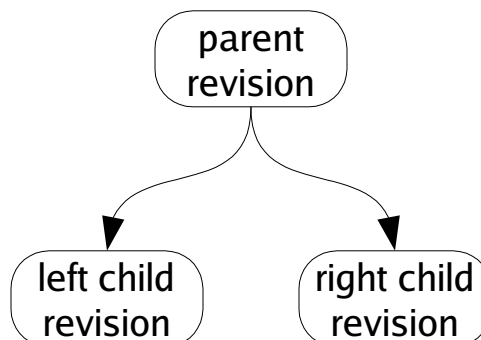 parent
revision
left child
revision
right child
revision